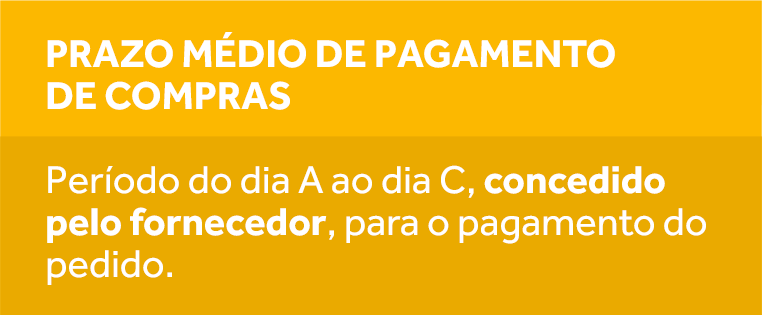 PRAZO MÉDIO DE PAGAMENTO
DE COMPRAS
Período do dia A ao dia C, concedido
pelo fornecedor, para o pagamento do
pedido.